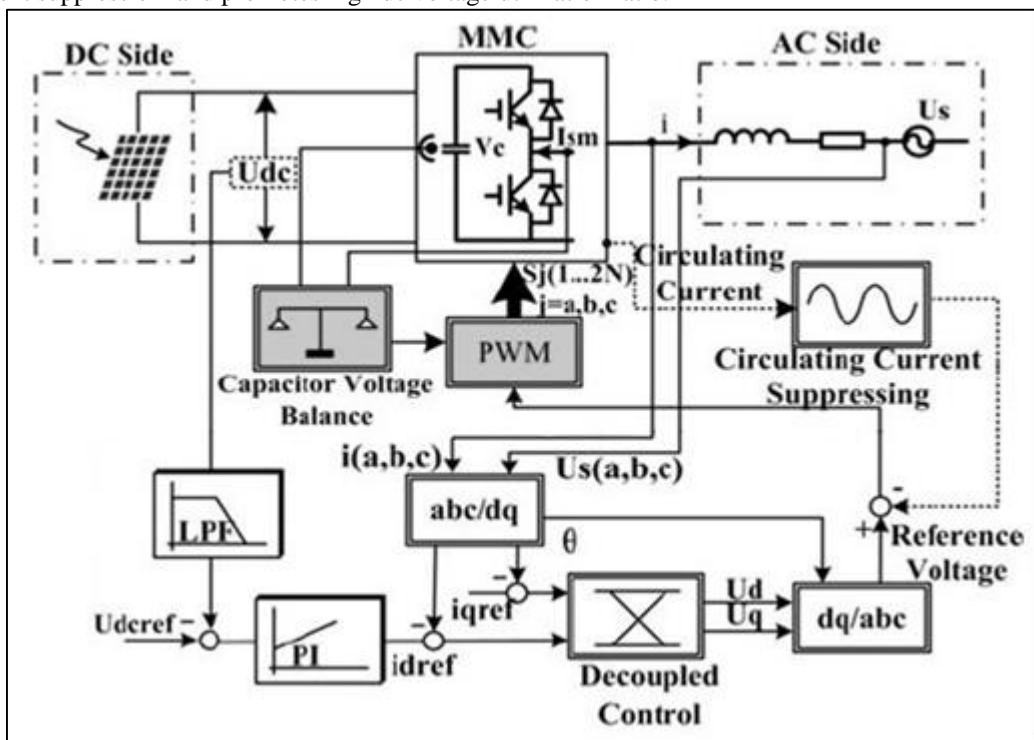 MMC
DC Side
AC Side
Udc
Vc
Ism
i
Us
Sj(1...2N)
j=a,b,c
Circulating
Current
PWM
Capacitor Voltage
Balance
Circulating Current
Suppressing
i(a,b,c)
Us(a,b,c)
abc/dq
θ
LPF
-
+
Reference
Voltage
Udcref
-
PI
idref
-
iqref
-
Ud
Uq
dq/abc
Decoupled
Control